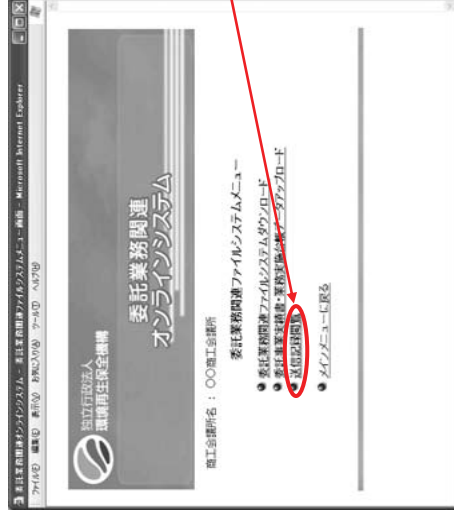 委託業務関連オンラインシステム - 委託業務関連ファイルシステムメニュー画面 - Microsoft Internet Explorer
ファイル(F) 編集(E) 表示(V) お気に入り(A) ツール(T) ヘルプ(H)
独立行政法人
環境再生保全機構
委託業務関連
オンラインシステム
商工会議所名 : ○○商工会議所
委託業務関連ファイルシステムメニュー
委託業務関連ファイルシステムダウンロード
委託事業実績書・業務実施台帳データアップロード
送信記録閲覧
メインメニューに戻る